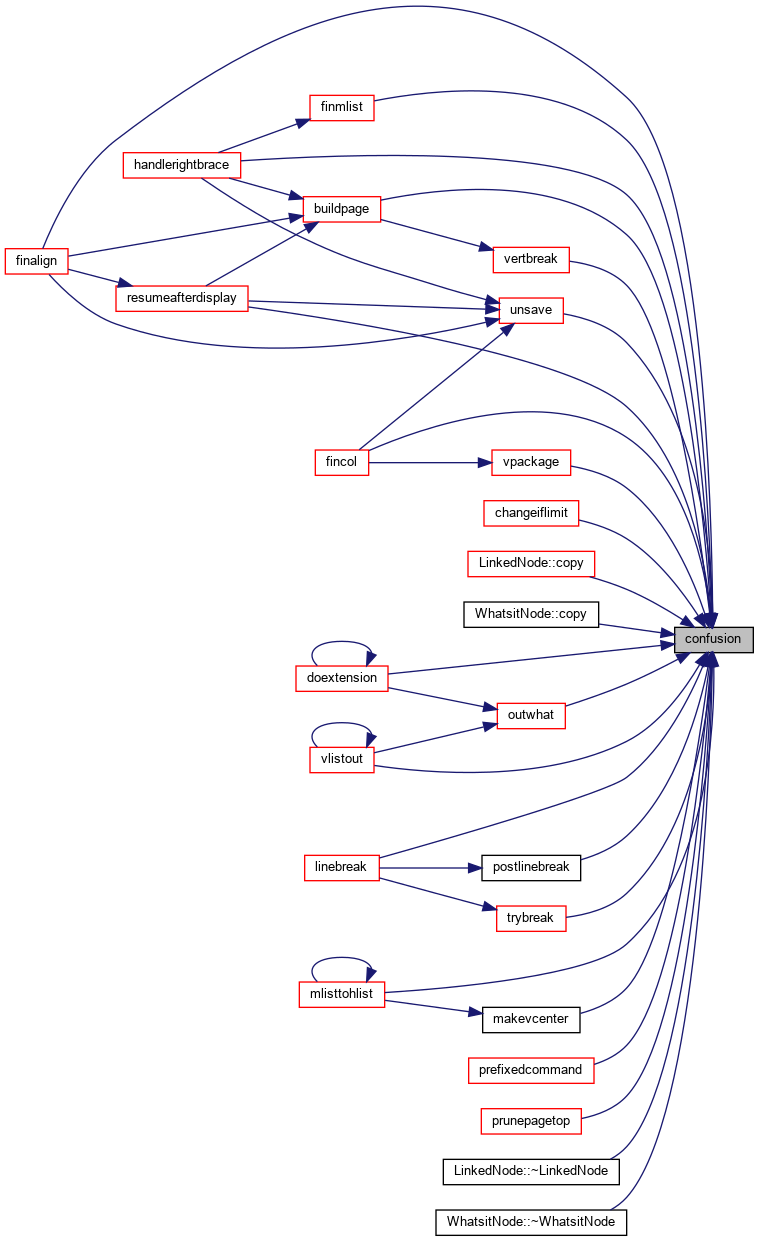 finmlist
handlerightbrace
buildpage
vertbreak
finalign
resumeafterdisplay
unsave
fincol
vpackage
changeiflimit
LinkedNode::copy
WhatsitNode::copy
confusion
doextension
outwhat
vlistout
linebreak
postlinebreak
trybreak
mlisttohlist
makevcenter
prefixedcommand
prunepagetop
LinkedNode::~LinkedNode
WhatsitNode::~WhatsitNode